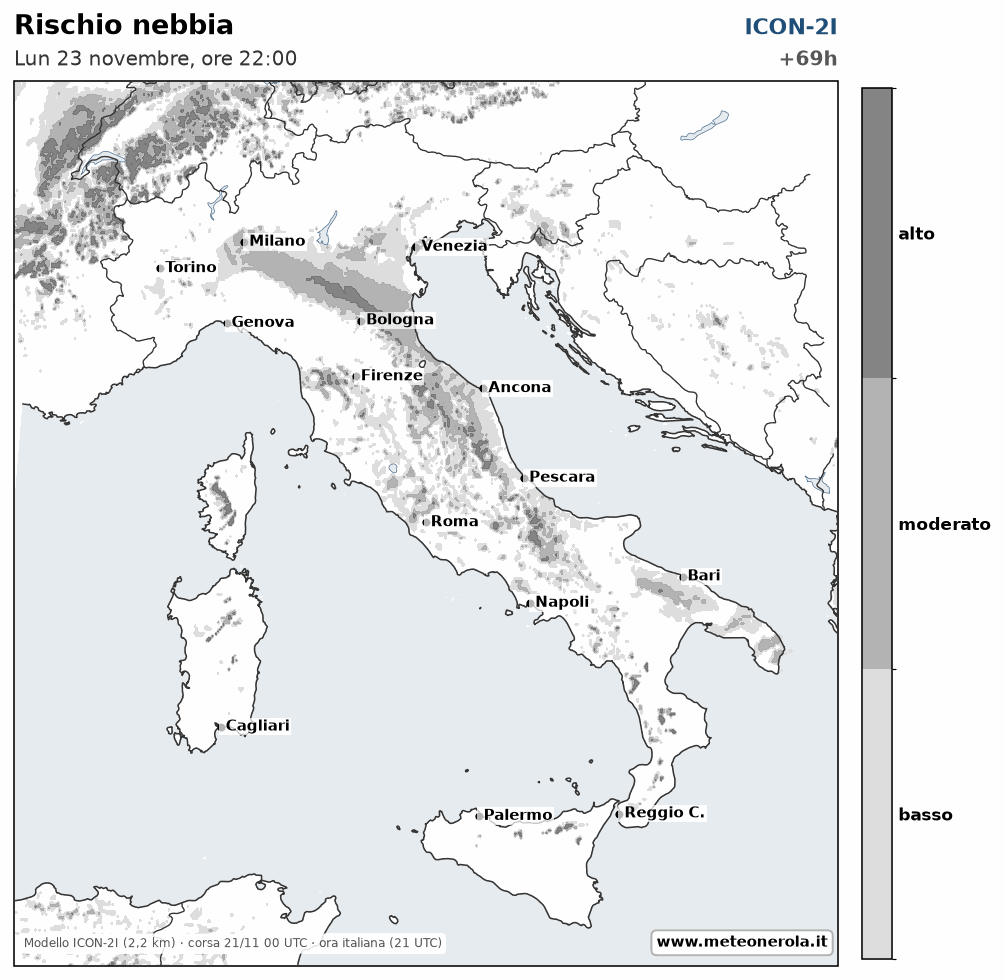 Rischio nebbia
ICON-2I
Lun 23 novembre, ore 22:00
+69h
alto
Milano
Venezia
Torino
Genova
Bologna
Firenze
Ancona
Pescara
Roma
moderato
Bari
Napoli
Cagliari
Palermo
Reggio C.
basso
Modello ICON-2I (2,2 km) · corsa 21/11 00 UTC · ora italiana (21 UTC)
www.meteonerola.it